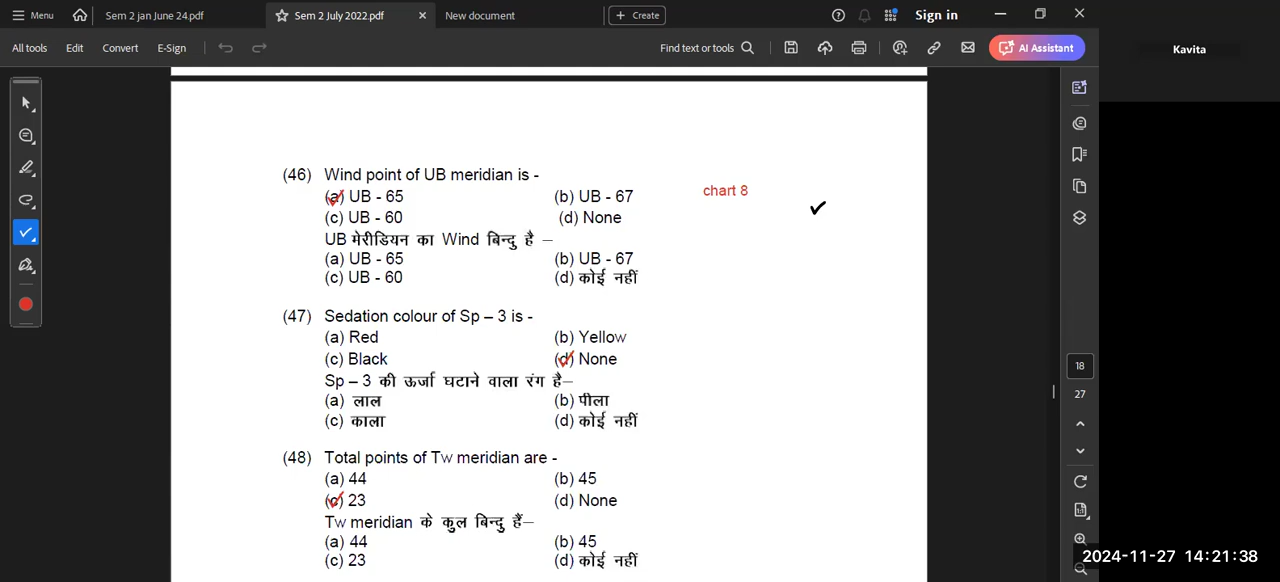 Menu Sem 2 jan June 24.pdf Sem 2 July 2022.pdf New document Create Sign in
All tools Edit Convert E-Sign Find text or tools AI Assistant
Kavita
(46) Wind point of UB meridian is -
(a) UB - 65 (b) UB - 67
chart 8
(c) UB - 60 (d) None
UB मेरीडियन का Wind बिन्दु है –
(a) UB - 65 (b) UB - 67
(c) UB - 60 (d) कोई नहीं
(47) Sedation colour of Sp – 3 is -
(a) Red (b) Yellow
(c) Black (d) None
Sp – 3 की ऊर्जा घटाने वाला रंग है–
(a) लाल (b) पीला
(c) काला (d) कोई नहीं
(48) Total points of Tw meridian are -
(a) 44 (b) 45
(c) 23 (d) None
Tw meridian के कुल बिन्दु हैं–
(a) 44 (b) 45
(c) 23 (d) कोई नहीं
18
27
2024-11-27 14:21:38